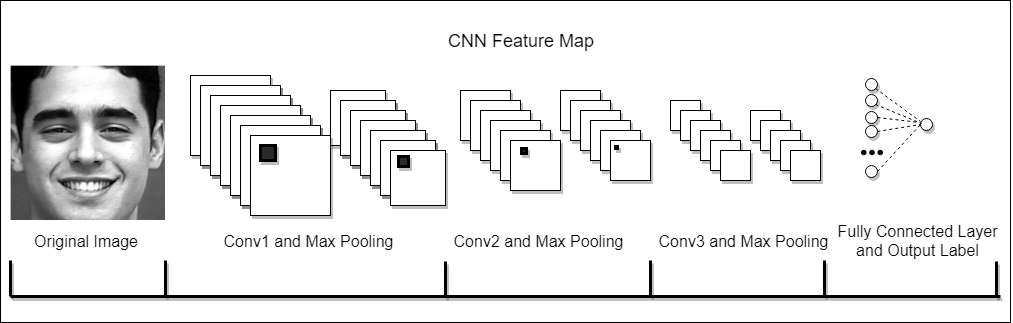 CNN Feature Map
Original Image
Conv1 and Max Pooling
Conv2 and Max Pooling
Conv3 and Max Pooling
Fully Connected Layer
and Output Label